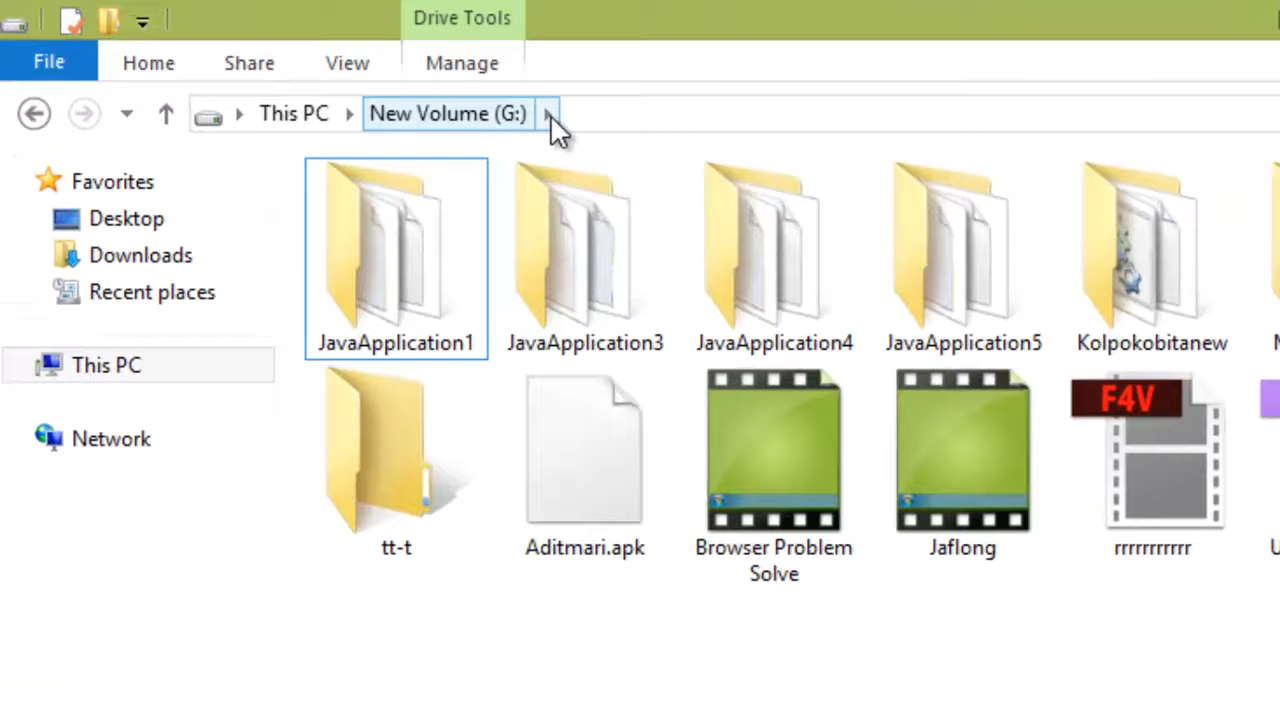 Drive Tools
File Home Share View Manage
This PC New Volume (G:)
Favorites
Desktop
Downloads
Recent places
This PC
Network
JavaApplication1 JavaApplication3 JavaApplication4 JavaApplication5 Kolpokobitanew
F4V
tt-t Aditmari.apk Browser Problem Jaflong rrrrrrrrrrr
Solve